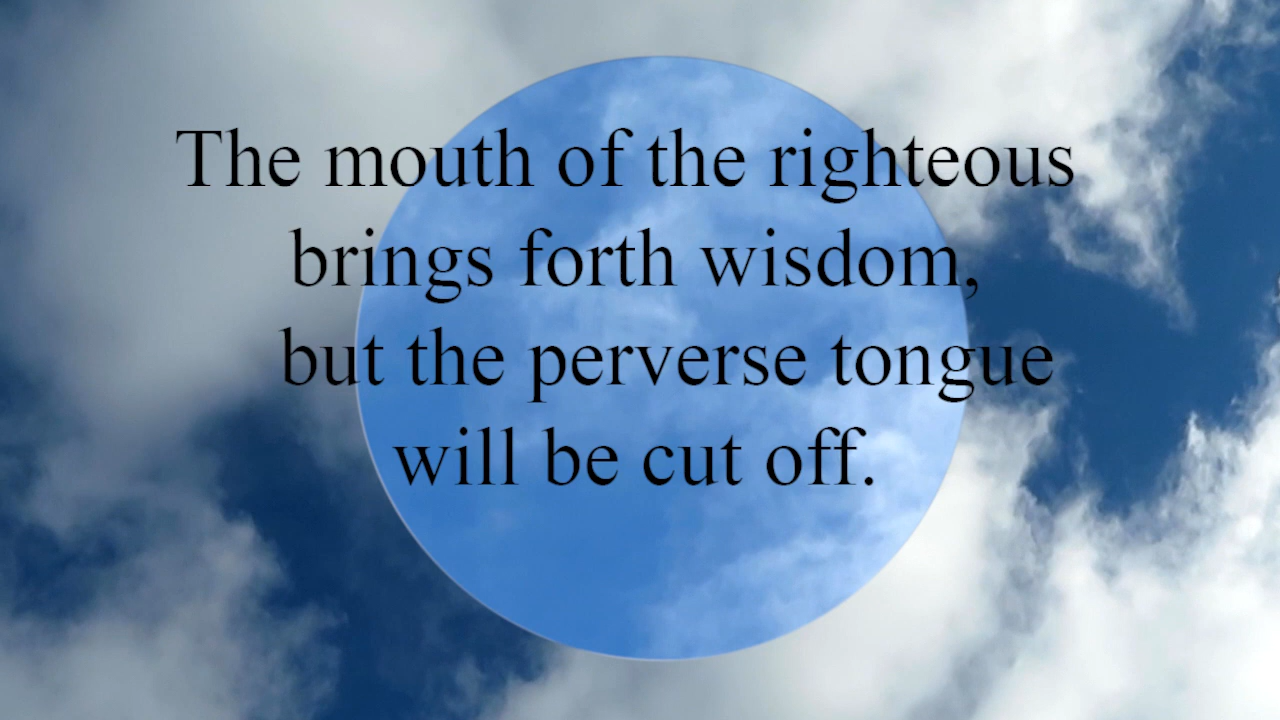 The mouth of the righteous
brings forth wisdom,
but the perverse tongue
will be cut off.